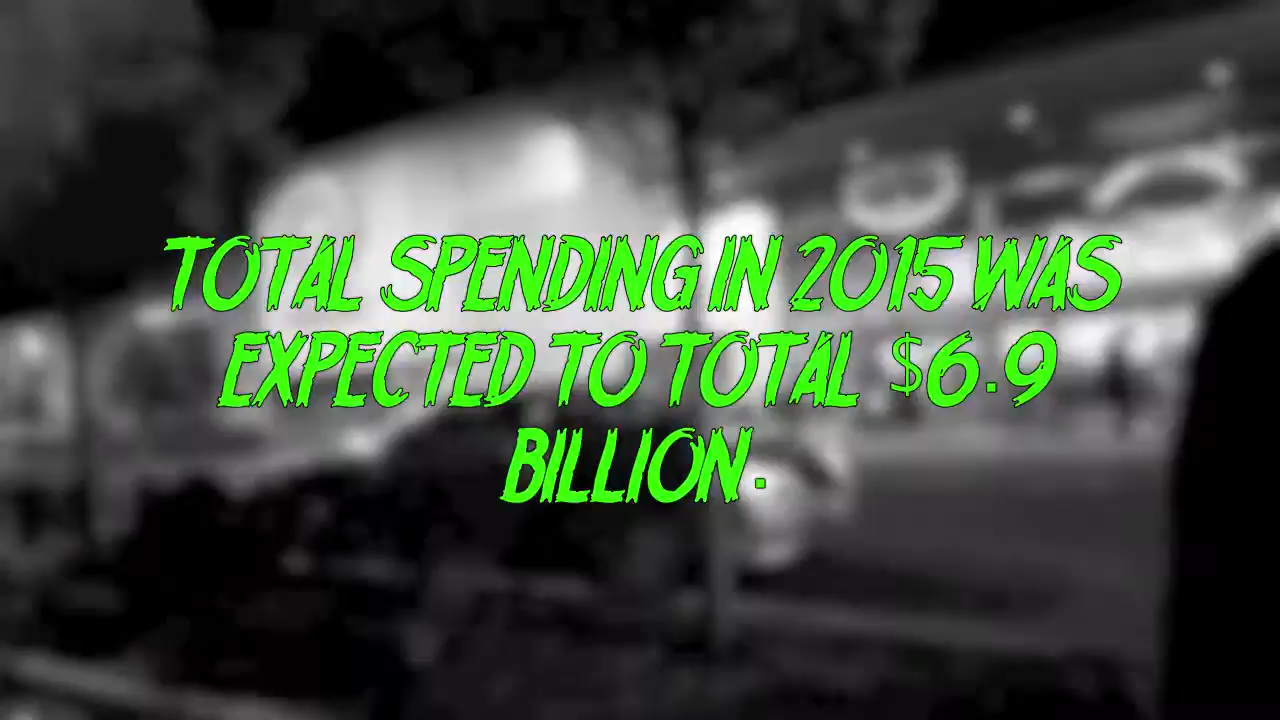 TOTAL SPENDING IN 2015 WAS
EXPECTED TO TOTAL $6.9
BILLION.